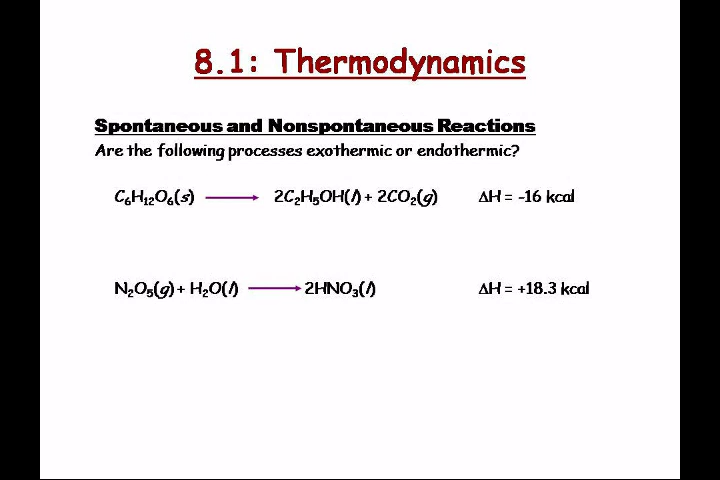 8.1: Thermodynamics
Spontaneous and Nonspontaneous Reactions
Are the following processes exothermic or endothermic?
C₆H₁₂O₆(s) ⟶ 2C₂H₅OH(l) + 2CO₂(g) ΔH = -16 kcal
N₂O₅(g) + H₂O(l) ⟶ 2HNO₃(l) ΔH = +18.3 kcal